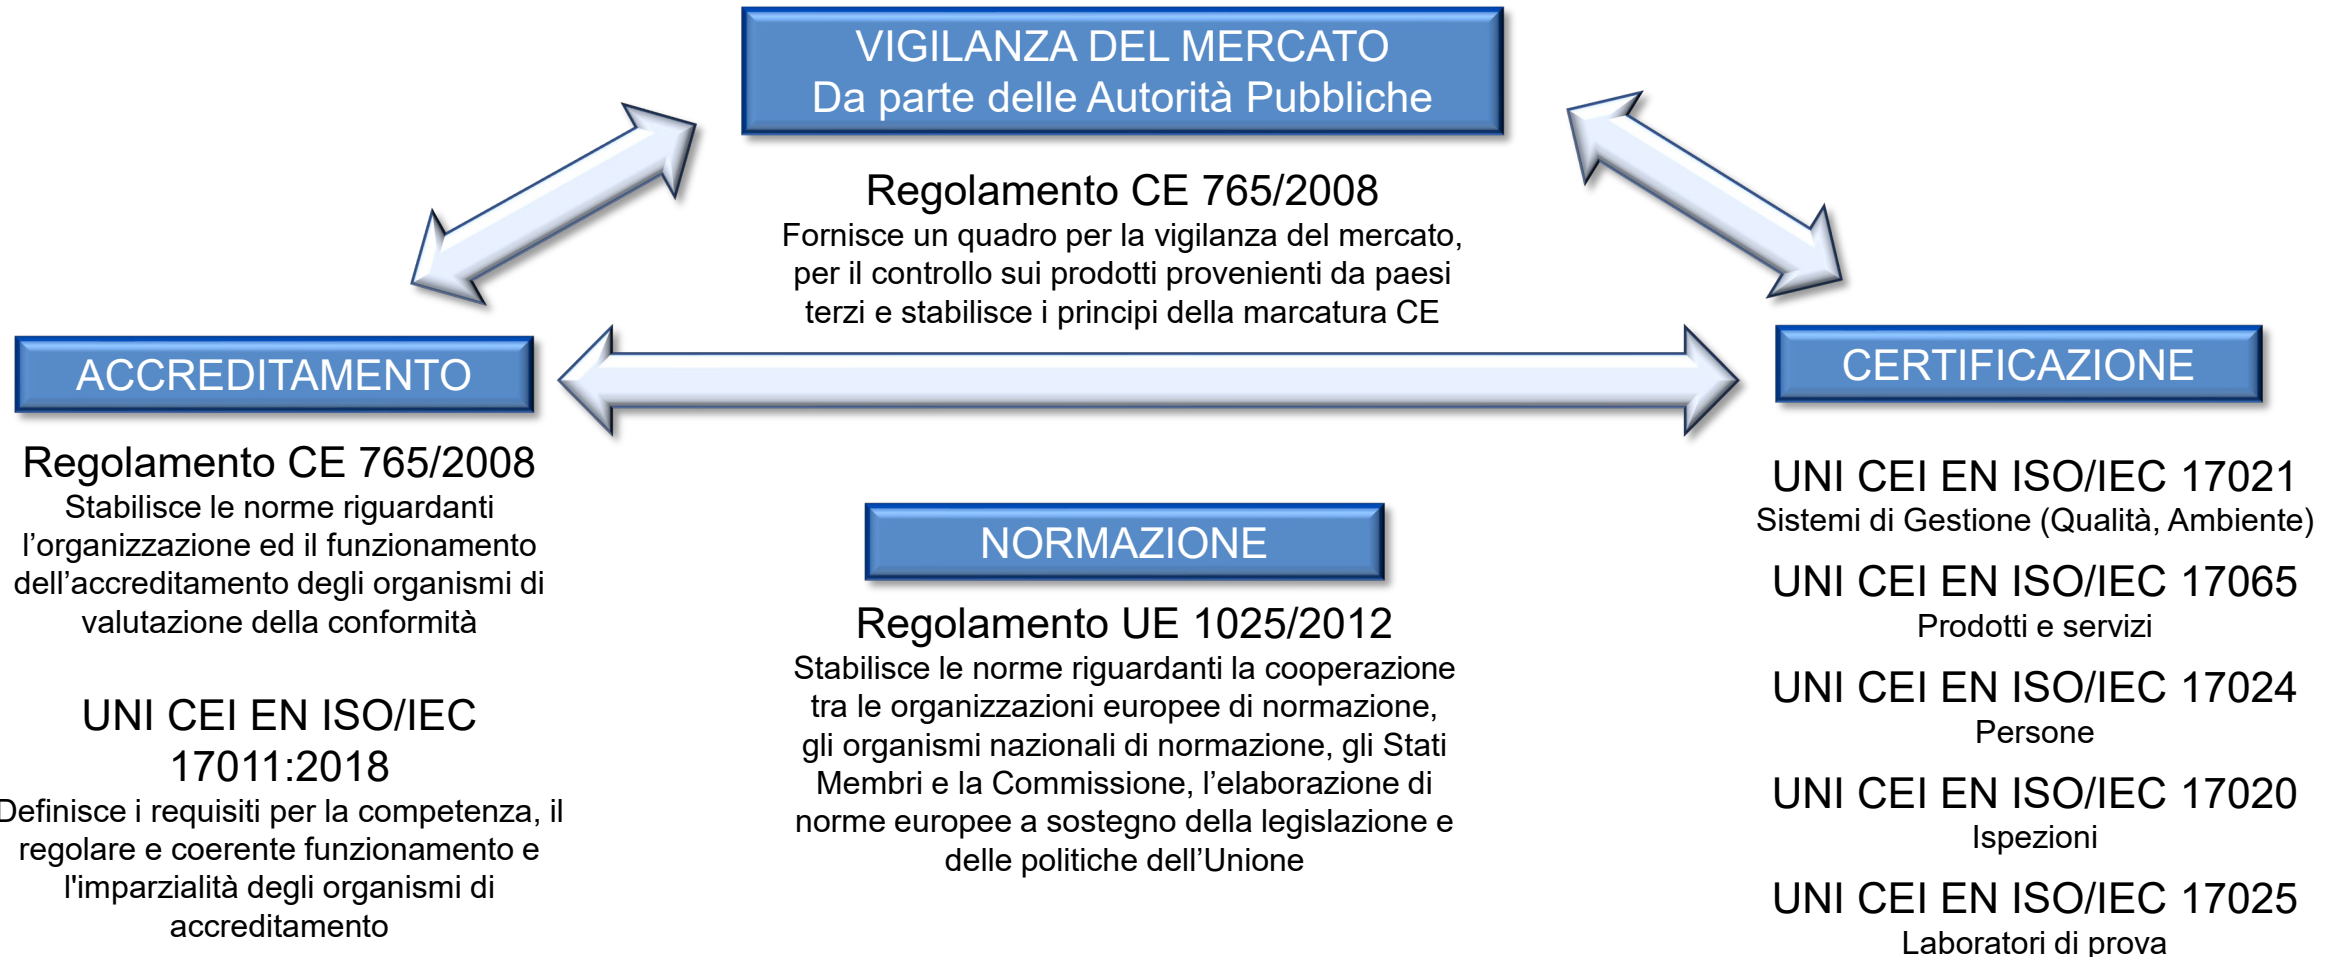 VIGILANZA DEL MERCATO
Da parte delle Autorità Pubbliche
Regolamento CE 765/2008
Fornisce un quadro per la vigilanza del mercato,
per il controllo sui prodotti provenienti da paesi
terzi e stabilisce i principi della marcatura CE
ACCREDITAMENTO
Regolamento CE 765/2008
Stabilisce le norme riguardanti
l’organizzazione ed il funzionamento
dell’accreditamento degli organismi di
valutazione della conformità
UNI CEI EN ISO/IEC
17011:2018
Definisce i requisiti per la competenza, il
regolare e coerente funzionamento e
l'imparzialità degli organismi di
accreditamento
NORMAZIONE
Regolamento UE 1025/2012
Stabilisce le norme riguardanti la cooperazione
tra le organizzazioni europee di normazione,
gli organismi nazionali di normazione, gli Stati
Membri e la Commissione, l’elaborazione di
norme europee a sostegno della legislazione e
delle politiche dell’Unione
CERTIFICAZIONE
UNI CEI EN ISO/IEC 17021
Sistemi di Gestione (Qualità, Ambiente)
UNI CEI EN ISO/IEC 17065
Prodotti e servizi
UNI CEI EN ISO/IEC 17024
Persone
UNI CEI EN ISO/IEC 17020
Ispezioni
UNI CEI EN ISO/IEC 17025
Laboratori di prova